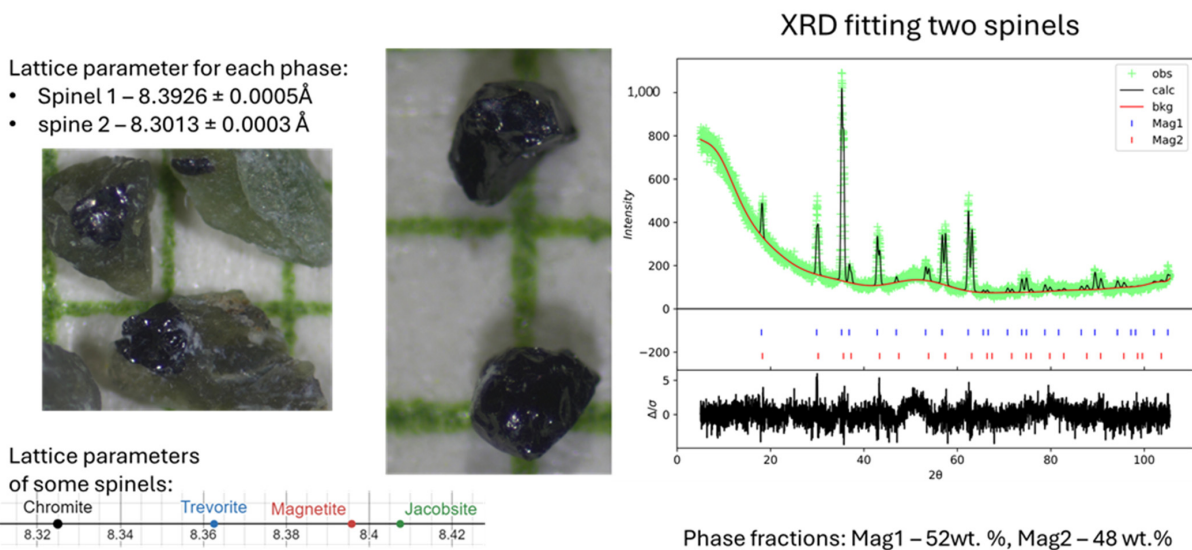 XRD fitting two spinels
Lattice parameter for each phase:
• Spinel 1 – 8.3926 ± 0.0005Å
• spine 2 – 8.3013 ± 0.0003 Å
Lattice parameters
of some spinels:
Chromite Trevorite Magnetite Jacobsite
8.32 8.34 8.36 8.38 8.4 8.42
obs
calc
bkg
Mag1
Mag2
Intensity
1,000
800
600
400
200
0
−200
Δ/σ
5
0
0 20 40 60 80 100
2θ
Phase fractions: Mag1 – 52wt. %, Mag2 – 48 wt.%